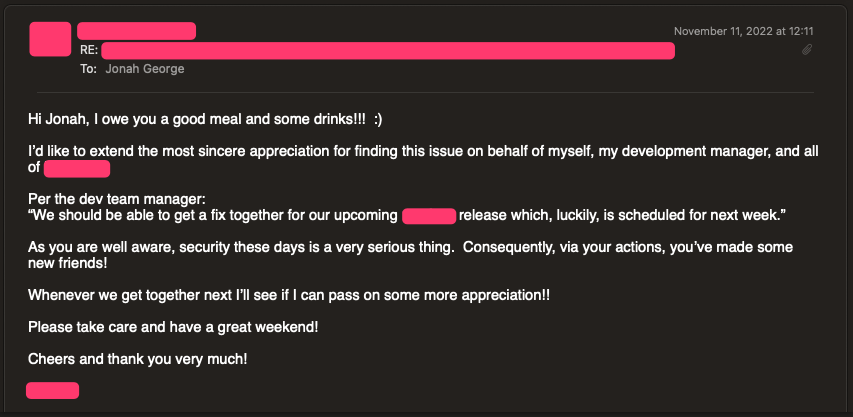 November 11, 2022 at 12:11
RE:
To: Jonah George
Hi Jonah, I owe you a good meal and some drinks!!!  :)
I'd like to extend the most sincere appreciation for finding this issue on behalf of myself, my development manager, and all
of
Per the dev team manager:
“We should be able to get a fix together for our upcoming release which, luckily, is scheduled for next week.”
As you are well aware, security these days is a very serious thing.  Consequently, via your actions, you’ve made some
new friends!
Whenever we get together next I’ll see if I can pass on some more appreciation!!
Please take care and have a great weekend!
Cheers and thank you very much!